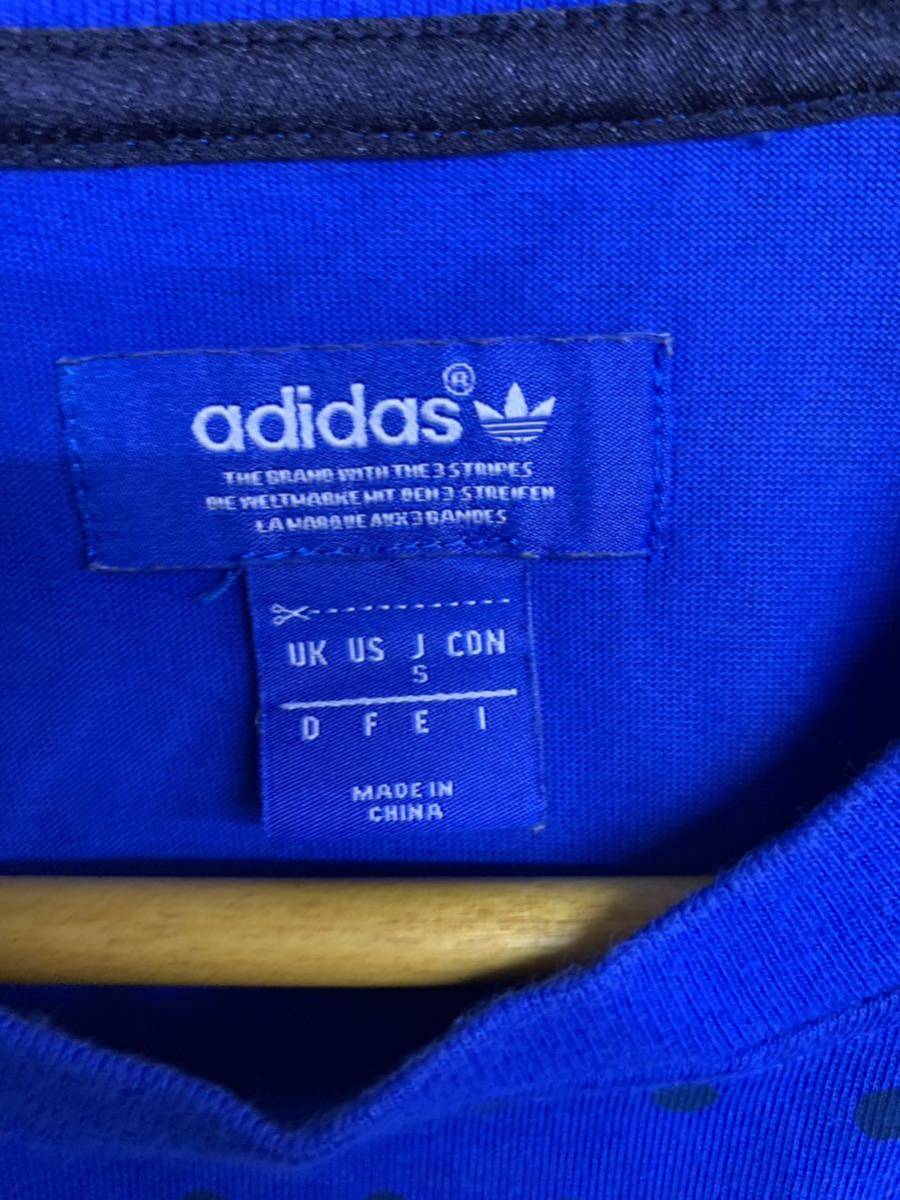 adidas®
THE BRAND WITH THE 3 STRIPES
DIE WELTMARKE MIT DEN 3 STREIFEN
LA MARQUE AUX 3 BANDES
UK US J CDN
S
D F E I
MADE IN
CHINA